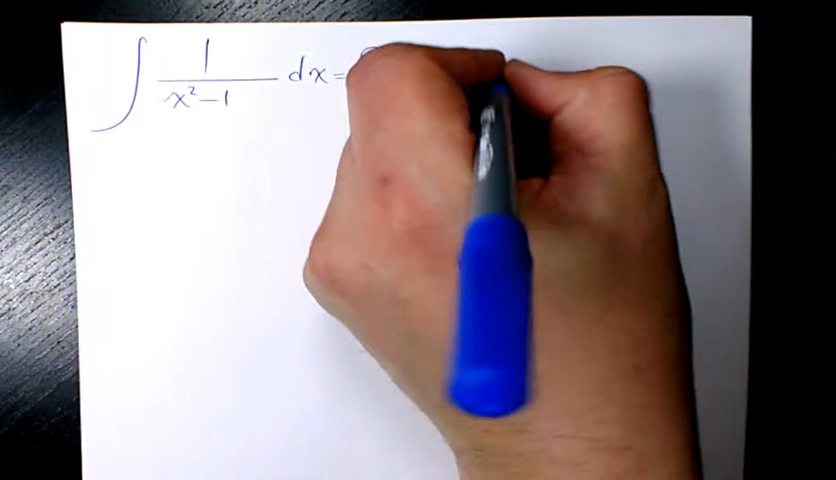 ∫ 1/(x²-1) dx =